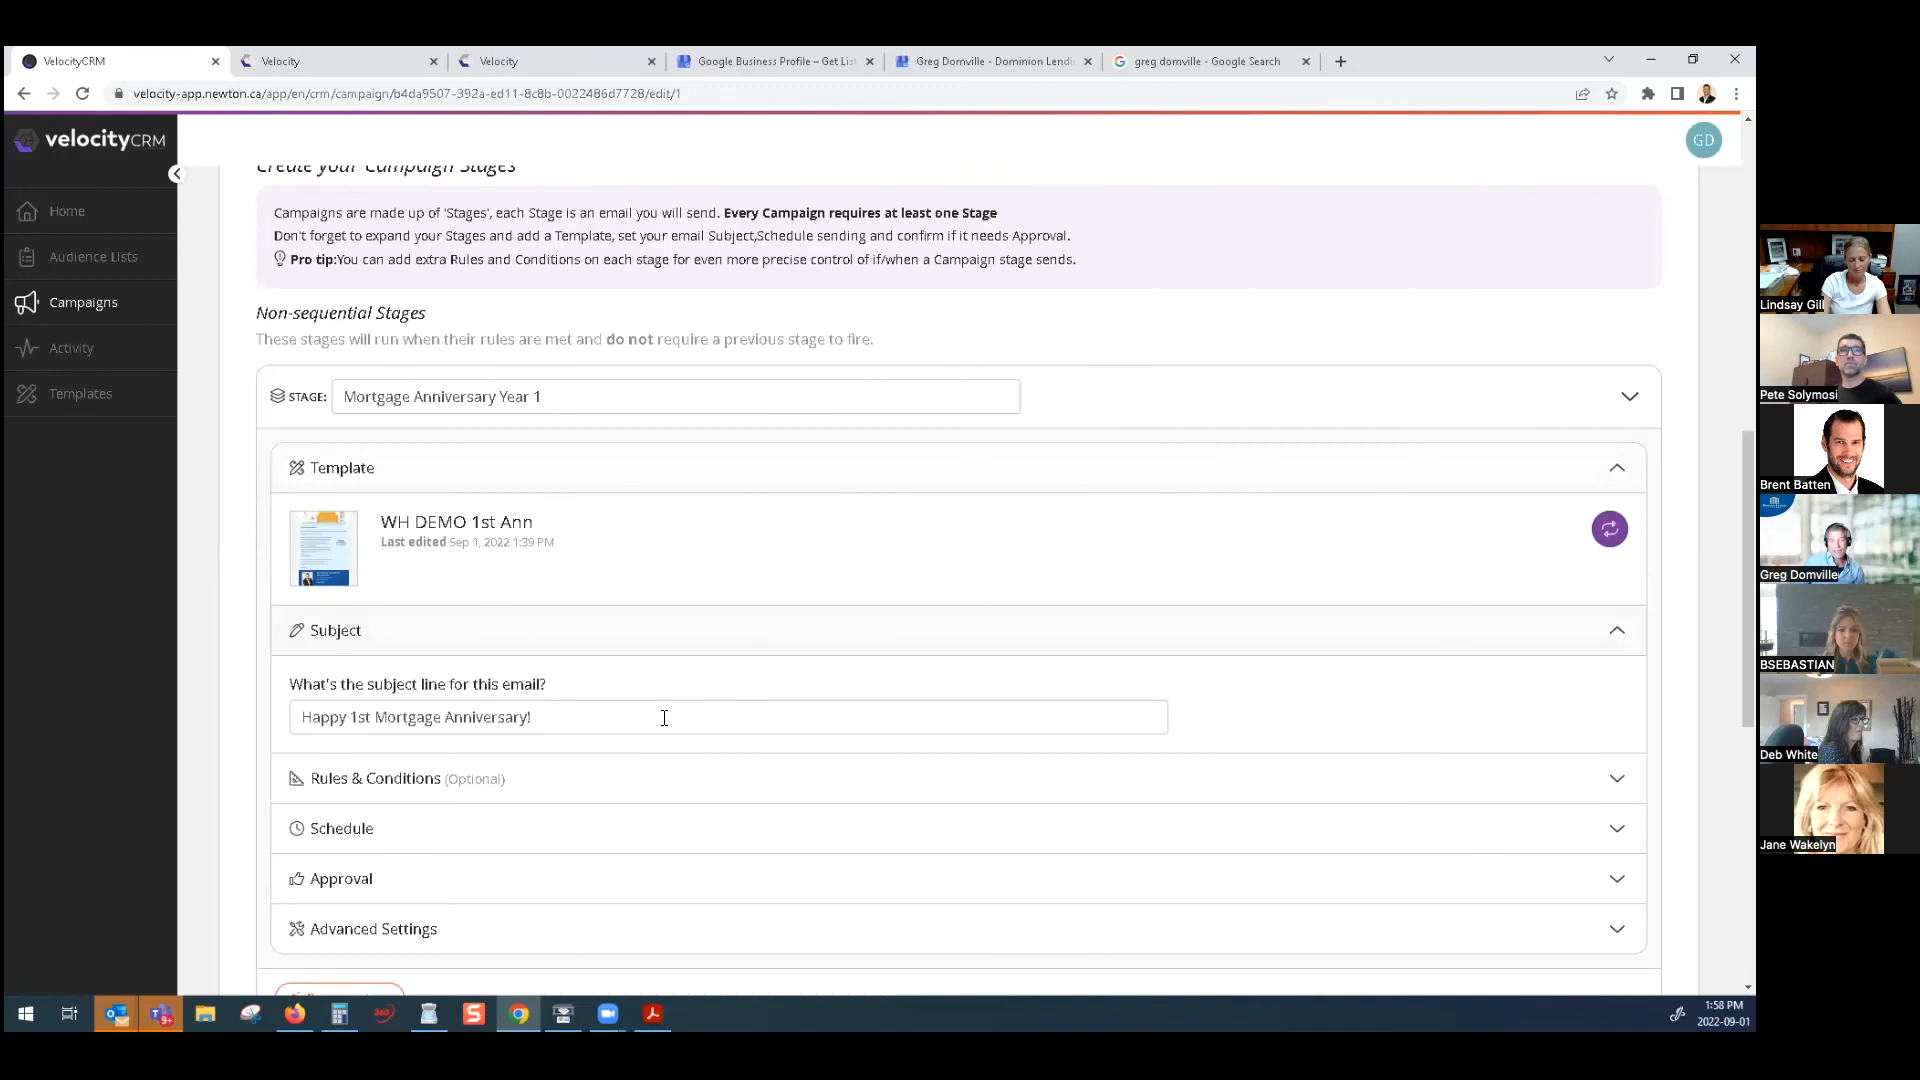 VelocityCRM
Velocity
Velocity
Google Business Profile – Get Lis
Greg Domville - Dominion Lendi
greg domville - Google Search
velocity-app.newton.ca/app/en/crm/campaign/b4da9507-392a-ed11-8c8b-0022486d7728/edit/1
velocityCRM
GD
Home
Audience Lists
Campaigns
Activity
Templates
Create your Campaign Stages
Campaigns are made up of 'Stages', each Stage is an email you will send. Every Campaign requires at least one Stage
Don't forget to expand your Stages and add a Template, set your email Subject,Schedule sending and confirm if it needs Approval.
Pro tip:You can add extra Rules and Conditions on each stage for even more precise control of if/when a Campaign stage sends.
Non-sequential Stages
These stages will run when their rules are met and do not require a previous stage to fire.
STAGE: Mortgage Anniversary Year 1
Template
WH DEMO 1st Ann
Last edited Sep 1, 2022 1:39 PM
Subject
What's the subject line for this email?
Happy 1st Mortgage Anniversary!
Rules & Conditions (Optional)
Schedule
Approval
Advanced Settings
Lindsay Gill
Pete Solymosi
Brent Batten
Greg Domville
BSEBASTIAN
Deb White
Jane Wakelyn
9+
360
S
1:58 PM
2022-09-01